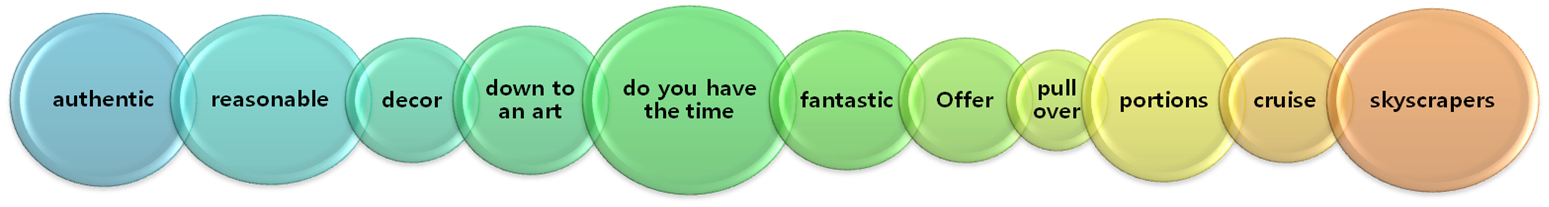 authentic
reasonable
decor
down to
an art
do you have
the time
fantastic
Offer
pull
over
portions
cruise
skyscrapers